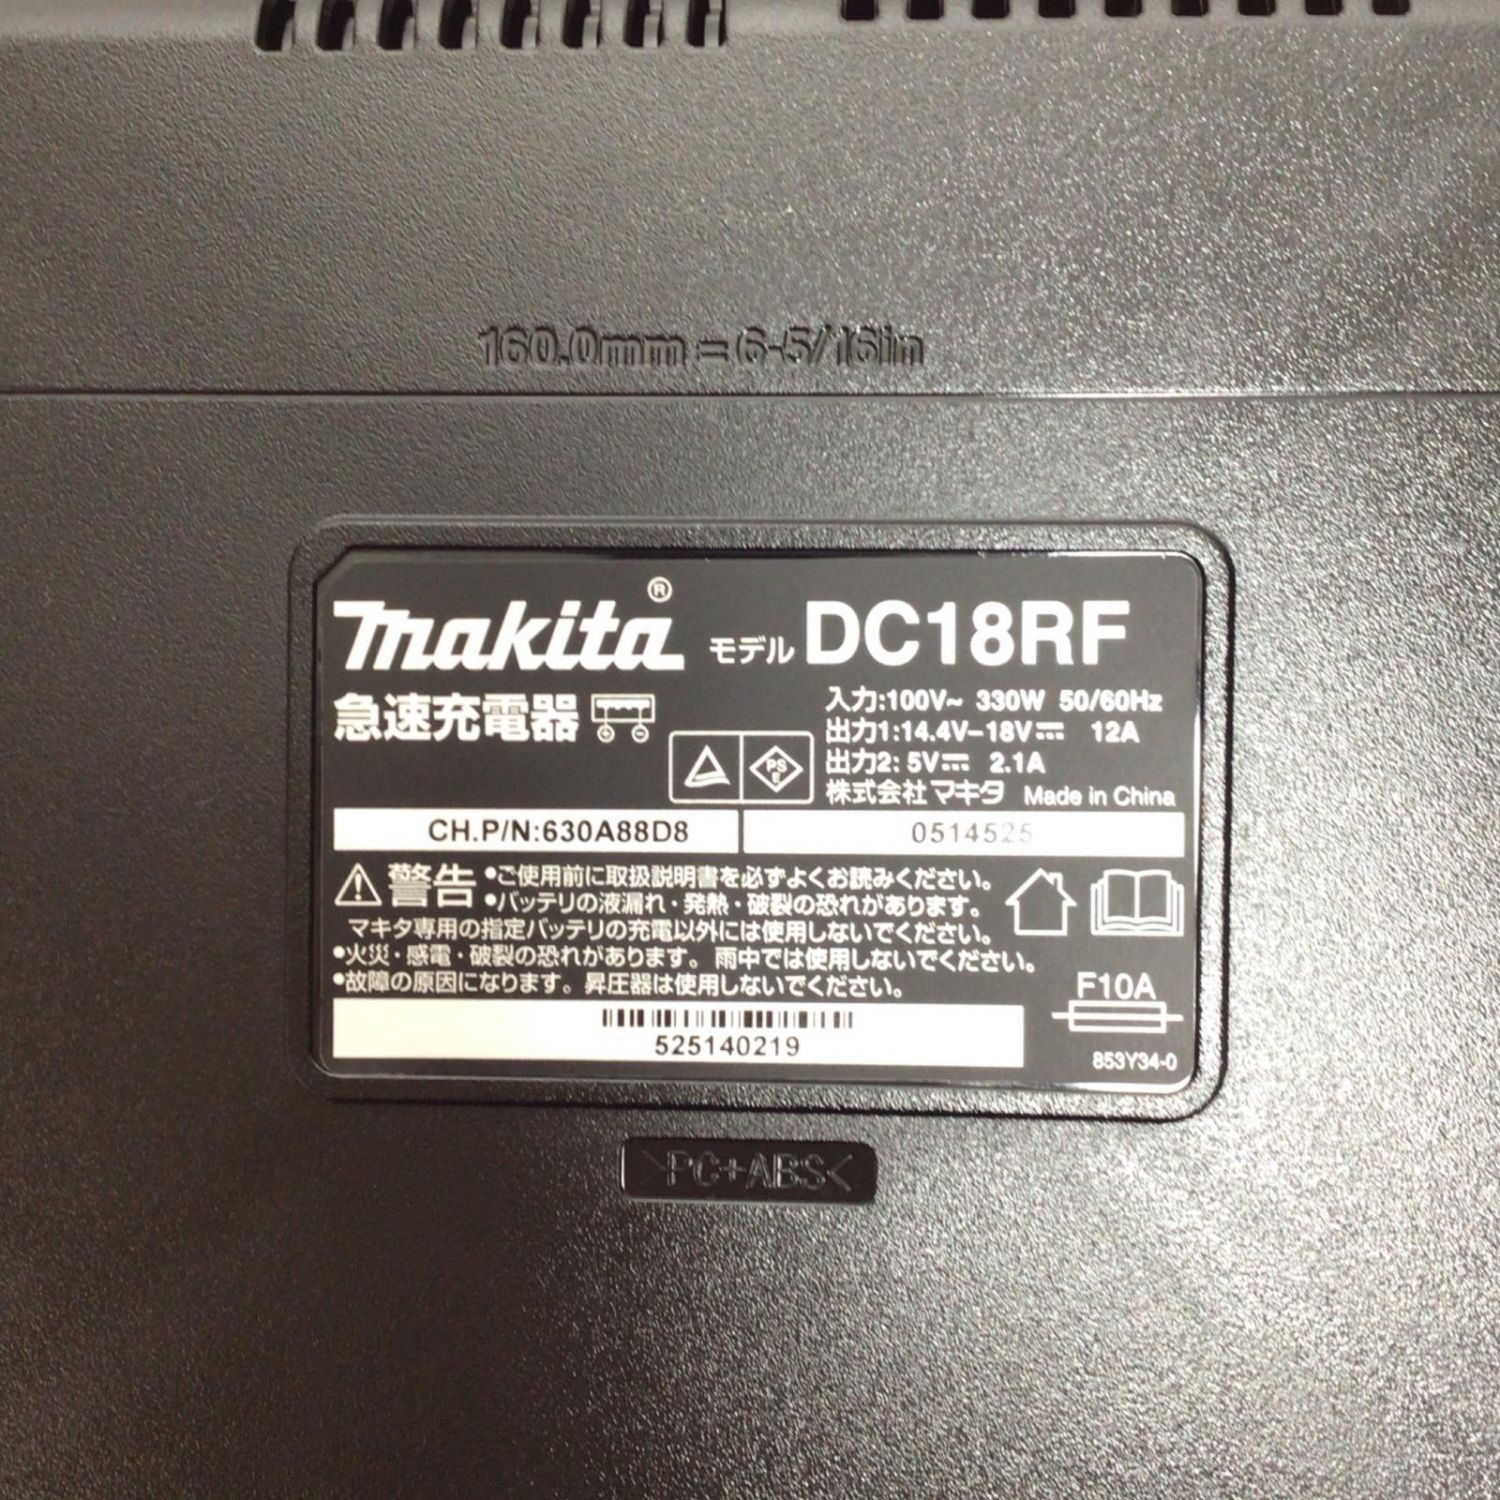 160.0mm = 6-5/16in
makita® モデル DC18RF
急速充電器
入力:100V~ 330W 50/60Hz
出力1:14.4V-18V⎓ 12A
出力2: 5V⎓ 2.1A
株式会社 マキタ Made in China
PS E
CH.P/N:630A88D8
0514525
警告 •ご使用前に取扱説明書を必ずよくお読みください。
•バッテリの液漏れ・発熱・破裂の恐れがあります。
マキタ専用の指定バッテリの充電以外には使用しないでください。
•火災・感電・破裂の恐れがあります。雨中では使用しないでください。
•故障の原因になります。昇圧器は使用しないでください。
F10A
525140219
853Y34-0
>PC+ABS<